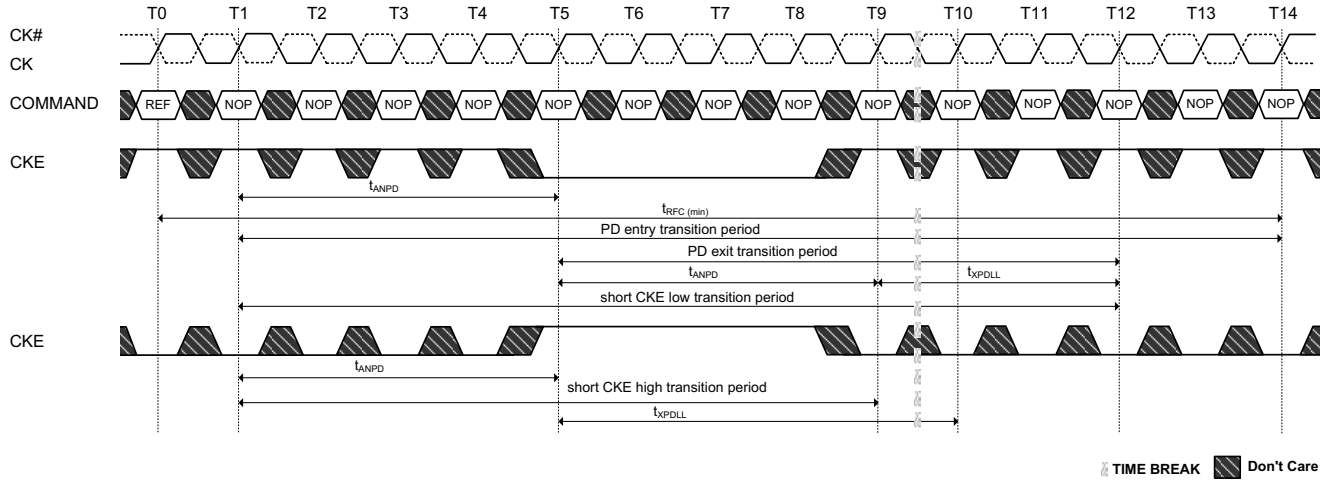 T0 T1 T2 T3 T4 T5 T6 T7 T8 T9 T10 T11 T12 T13 T14
CK#
CK
COMMAND REF NOP NOP NOP NOP NOP NOP NOP NOP NOP NOP NOP NOP NOP NOP
CKE
tANPD
tRFC (min)
PD entry transition period
PD exit transition period
tANPD tXPDLL
short CKE low transition period
CKE
tANPD
short CKE high transition period
tXPDLL
TIME BREAK Don't Care